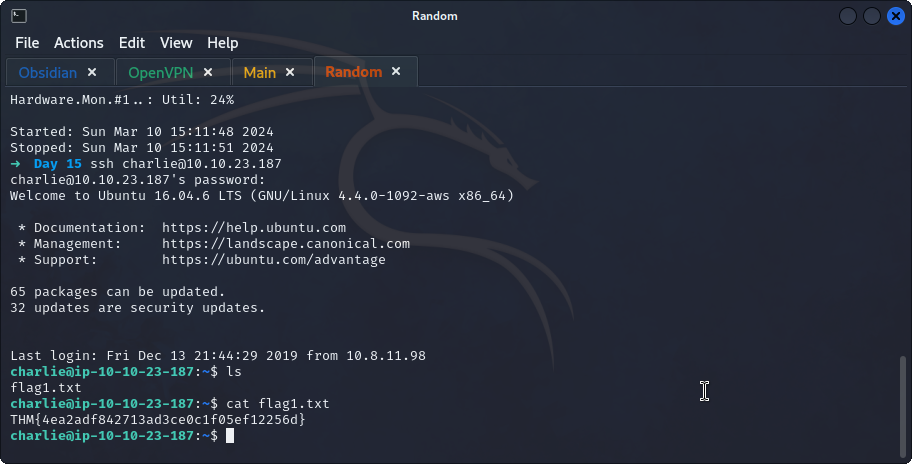 Random
File Actions Edit View Help
Obsidian × OpenVPN × Main × Random ×
Hardware.Mon.#1..: Util: 24%
Started: Sun Mar 10 15:11:48 2024
Stopped: Sun Mar 10 15:11:51 2024
→ Day 15 ssh charlie@10.10.23.187
charlie@10.10.23.187's password:
Welcome to Ubuntu 16.04.6 LTS (GNU/Linux 4.4.0-1092-aws x86_64)
* Documentation: https://help.ubuntu.com
* Management: https://landscape.canonical.com
* Support: https://ubuntu.com/advantage
65 packages can be updated.
32 updates are security updates.
Last login: Fri Dec 13 21:44:29 2019 from 10.8.11.98
charlie@ip-10-10-23-187:~$ ls
flag1.txt
charlie@ip-10-10-23-187:~$ cat flag1.txt
THM{4ea2adf842713ad3ce0c1f05ef12256d}
charlie@ip-10-10-23-187:~$